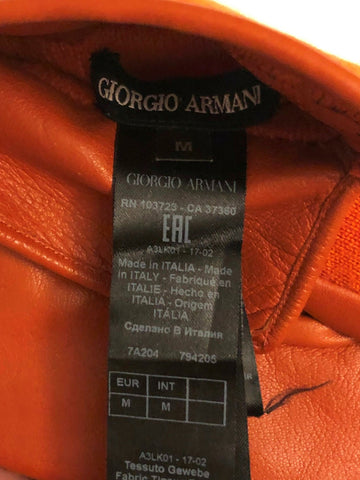 GIORGIO ARMANI
M
GIORGIO ARMANI
RN 103725 - CA 37360
EAC
A3LK01 - 17-02
Made in ITALIA - Made
in ITALY - Fabriqué en
ITALIE - Hecho en
ITALIA - Origem
ITÁLIA
Сделано В Италия
7A204 794205
EUR INT
M M
A3LK01 - 17-02
Tessuto Gewebe